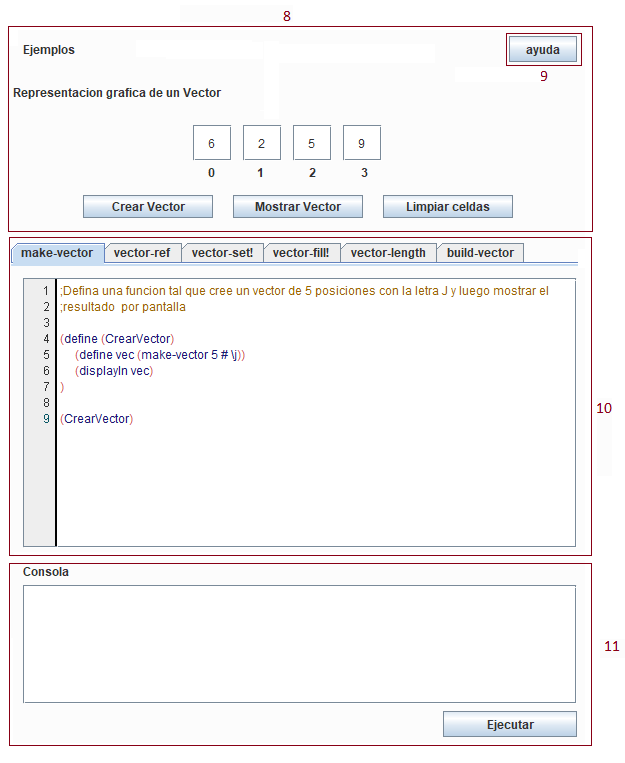 8
Ejemplos
ayuda
9
Representacion grafica de un Vector
6 2 5 9
0 1 2 3
Crear Vector Mostrar Vector Limpiar celdas
make-vector vector-ref vector-set! vector-fill! vector-length build-vector
1 ;Defina una funcion tal que cree un vector de 5 posiciones con la letra J y luego mostrar el
2 ;resultado por pantalla
3
4 (define (CrearVector)
5 (define vec (make-vector 5 # \j))
6 (displayln vec)
7 )
8
9 (CrearVector)
10
Consola
11
Ejecutar